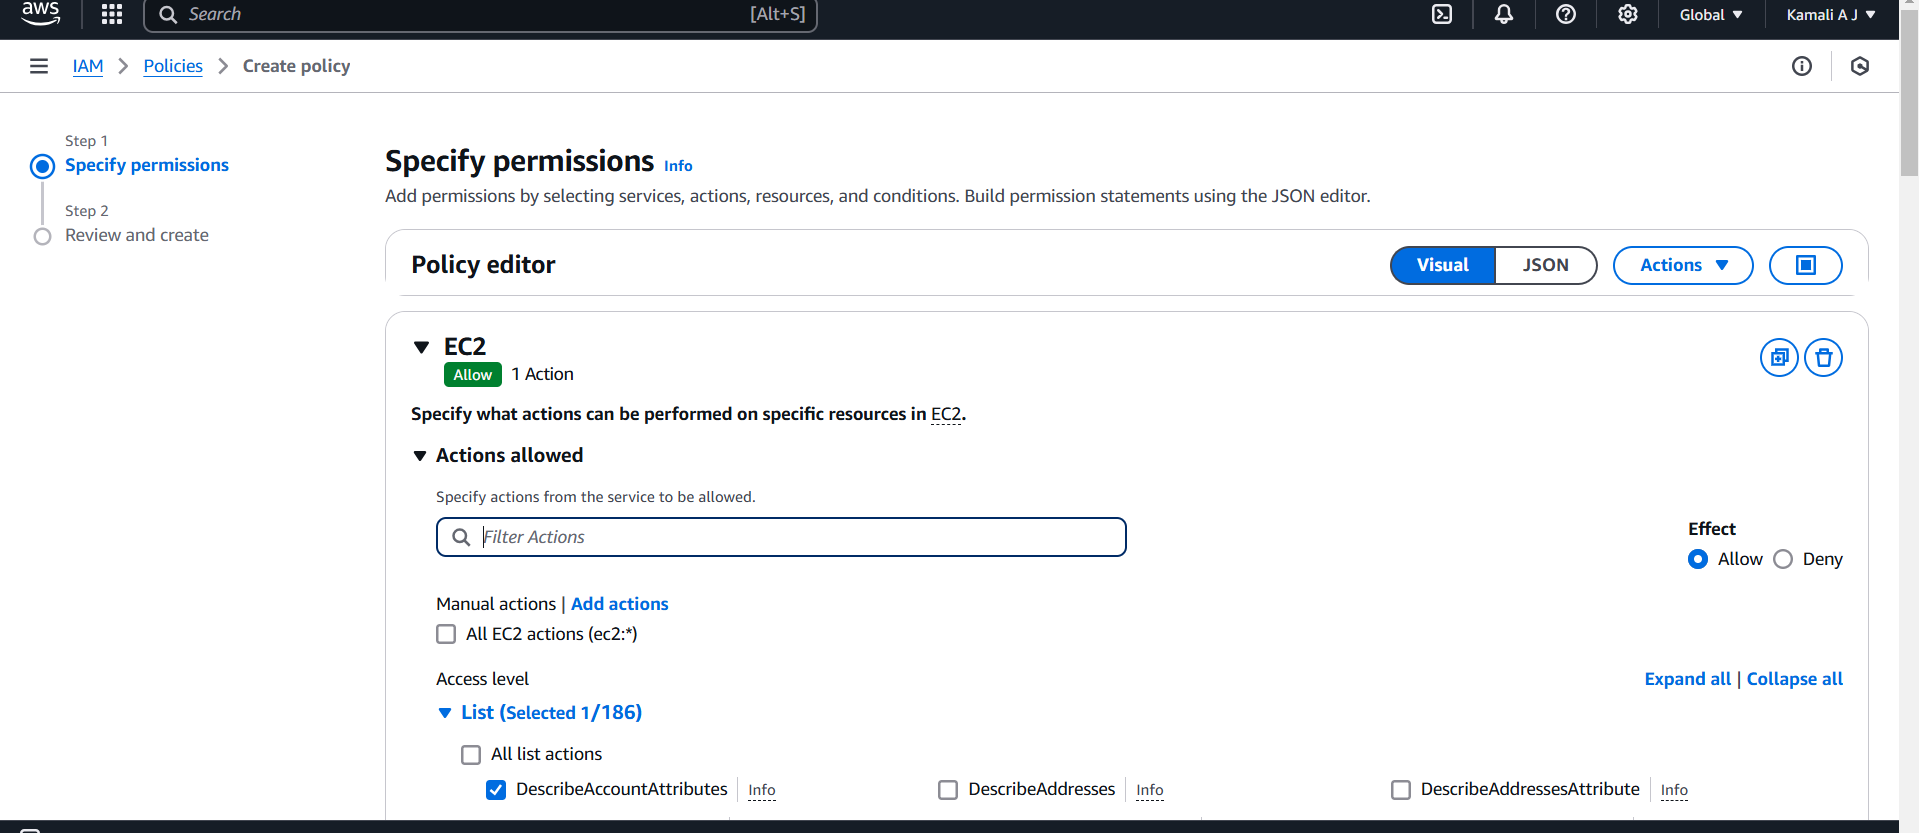 aws
Search
[Alt+S]
Global
Kamali A J
IAM
Policies
Create policy
Step 1
Specify permissions
Step 2
Review and create
Specify permissions Info
Add permissions by selecting services, actions, resources, and conditions. Build permission statements using the JSON editor.
Policy editor
Visual
JSON
Actions
EC2
Allow 1 Action
Specify what actions can be performed on specific resources in EC2.
Actions allowed
Specify actions from the service to be allowed.
Filter Actions
Effect
Allow
Deny
Manual actions | Add actions
All EC2 actions (ec2:*)
Access level
Expand all | Collapse all
List (Selected 1/186)
All list actions
DescribeAccountAttributes Info
DescribeAddresses Info
DescribeAddressesAttribute Info